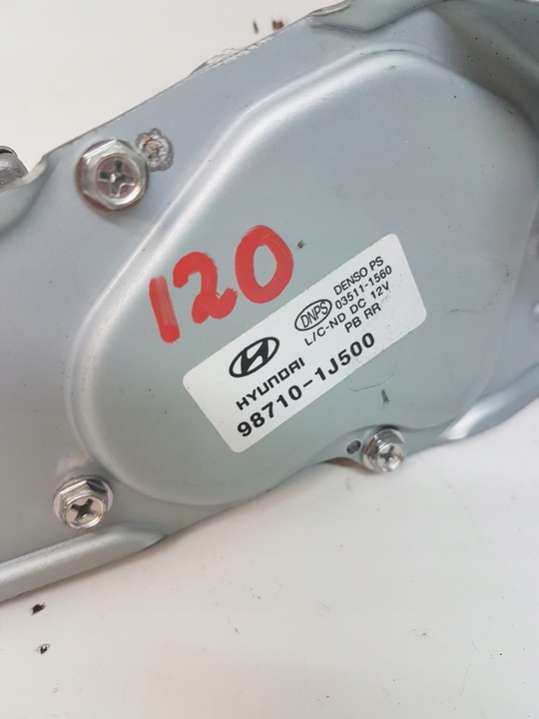 120
DNPS DENSO PS
03511-1560
L/C-ND DC 12V
PB RR
HYUNDAI
98710-1J500